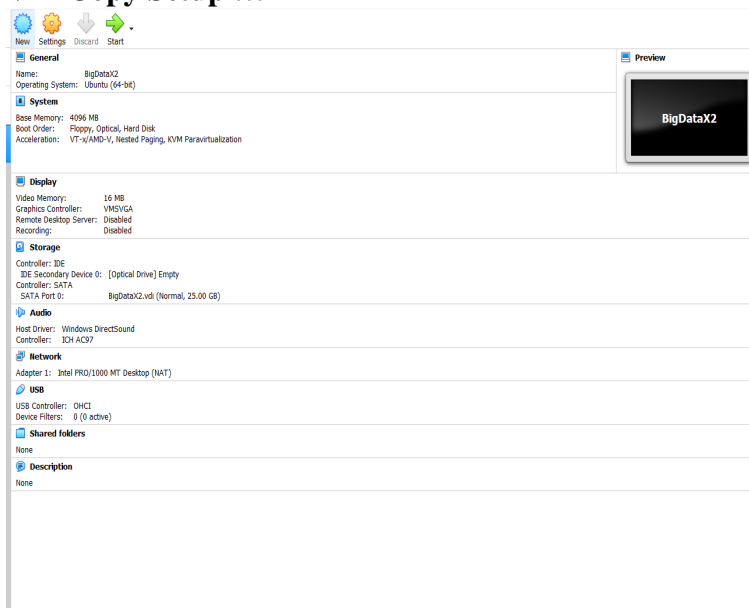 Copy Setup ...
New Settings Discard Start
General
Name: BigDataX2
Operating System: Ubuntu (64-bit)
Preview
BigDataX2
System
Base Memory: 4096 MB
Boot Order: Floppy, Optical, Hard Disk
Acceleration: VT-x/AMD-V, Nested Paging, KVM Paravirtualization
Display
Video Memory: 16 MB
Graphics Controller: VMSVGA
Remote Desktop Server: Disabled
Recording: Disabled
Storage
Controller: IDE
IDE Secondary Device 0: [Optical Drive] Empty
Controller: SATA
SATA Port 0: BigDataX2.vdi (Normal, 25.00 GB)
Audio
Host Driver: Windows DirectSound
Controller: ICH AC97
Network
Adapter 1: Intel PRO/1000 MT Desktop (NAT)
USB
USB Controller: OHCI
Device Filters: 0 (0 active)
Shared folders
None
Description
None